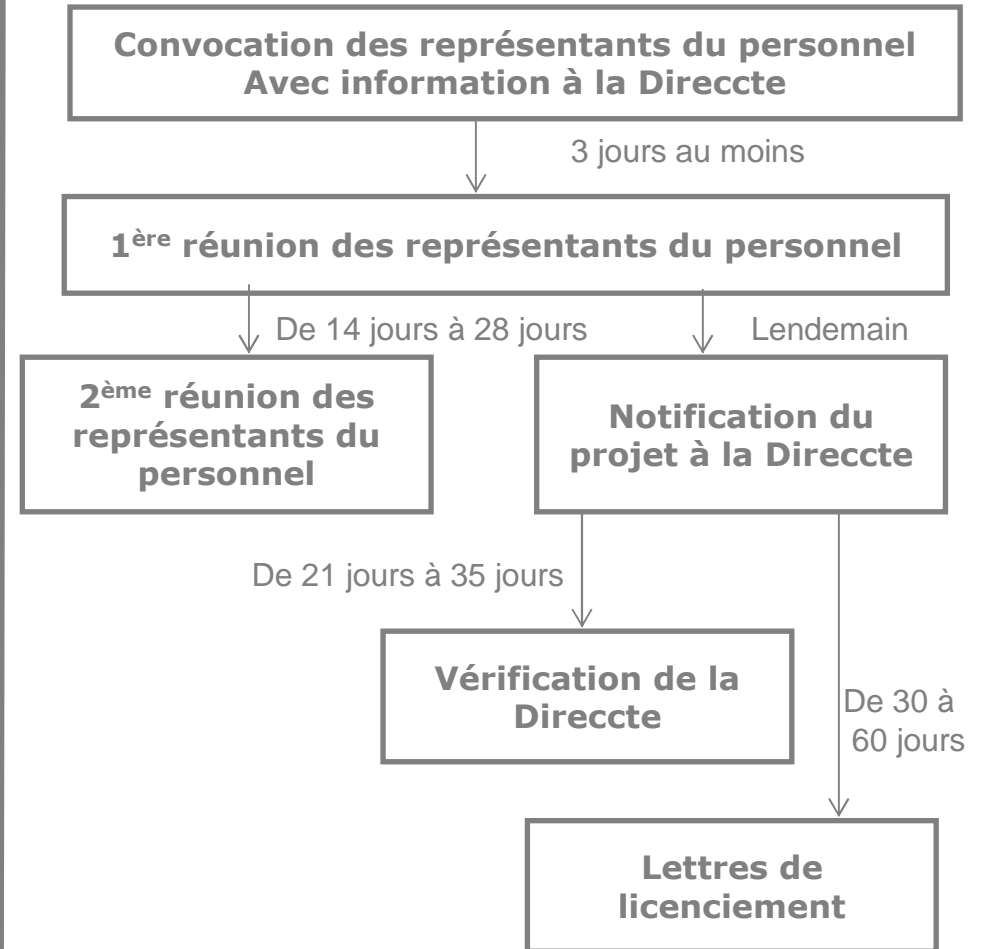 Convocation des représentants du personnel
Avec information à la Direccte
3 jours au moins
1ère réunion des représentants du personnel
De 14 jours à 28 jours
Lendemain
2ème réunion des
représentants du
personnel
Notification du
projet à la Direccte
De 21 jours à 35 jours
Vérification de la
Direccte
De 30 à
60 jours
Lettres de
licenciement